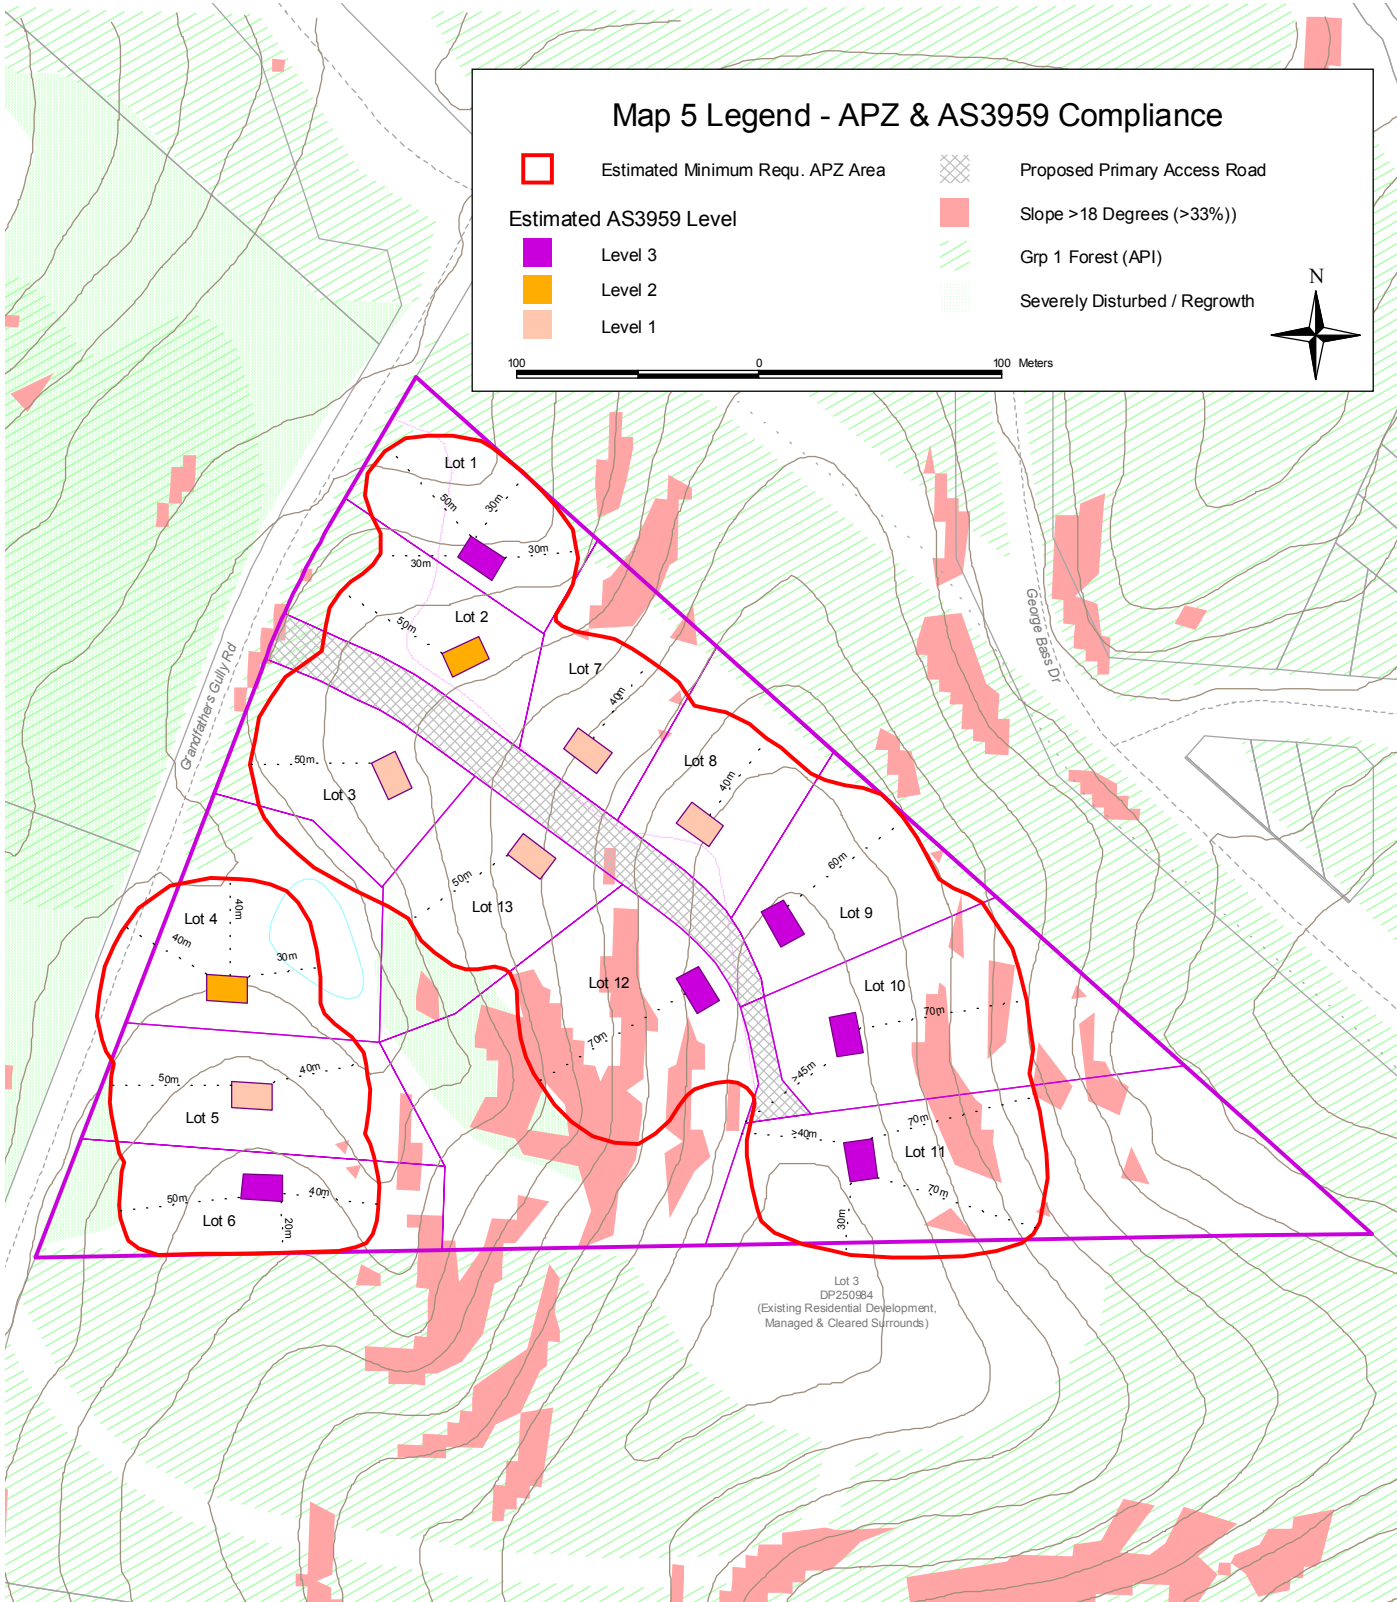 Map 5 Legend - APZ & AS3959 Compliance
Estimated Minimum Requ. APZ Area
Proposed Primary Access Road
Estimated AS3959 Level
Slope >18 Degrees (>33%))
Level 3
Grp 1 Forest (API)
Level 2
Severely Disturbed / Regrowth
Level 1
N
100
0
100 Meters
Lot 1
50m
30m
30m
30m
Lot 2
50m
Lot 7
40m
Grandfathers Gully Rd
George Bass Dr
Lot 8
40m
50m
Lot 3
60m
50m
Lot 13
Lot 9
Lot 4
40m
40m
30m
Lot 12
Lot 10
70m
70m
50m
40m
>45m
Lot 5
>40m
70m
Lot 11
50m
40m
70m
Lot 6
20m
30m
Lot 3
DP250984
(Existing Residential Development,
Managed & Cleared Surrounds)